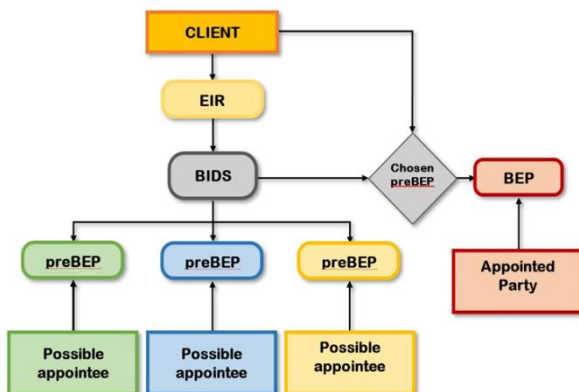 CLIENT
EIR
BIDS
Chosen
preBEP
BEP
preBEP
preBEP
preBEP
Appointed
Party
Possible
appointee
Possible
appointee
Possible
appointee